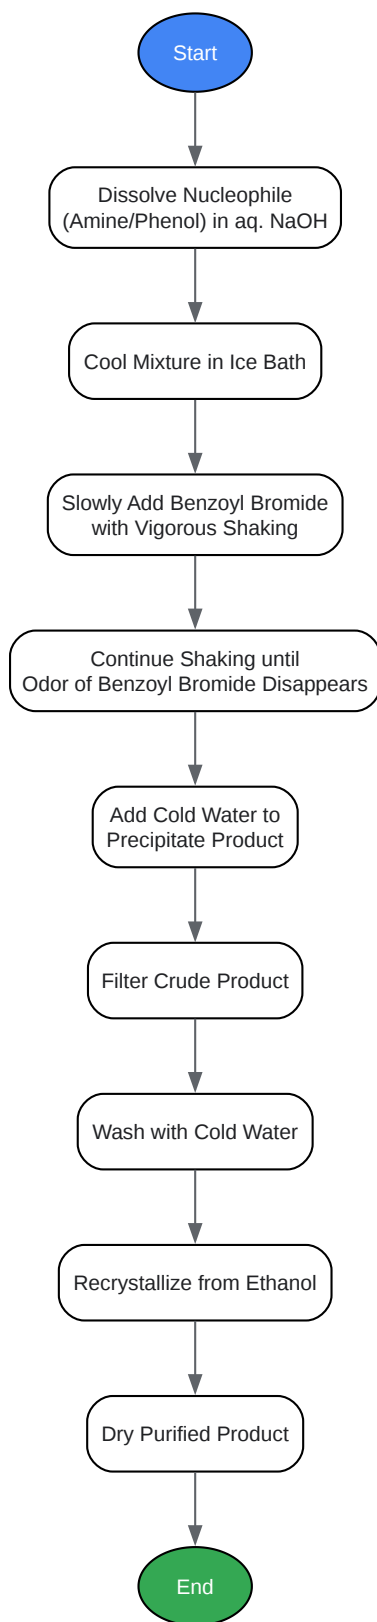 Start
Dissolve Nucleophile
(Amine/Phenol) in aq. NaOH
Cool Mixture in Ice Bath
Slowly Add Benzoyl Bromide
with Vigorous Shaking
Continue Shaking until
Odor of Benzoyl Bromide Disappears
Add Cold Water to
Precipitate Product
Filter Crude Product
Wash with Cold Water
Recrystallize from Ethanol
Dry Purified Product
End